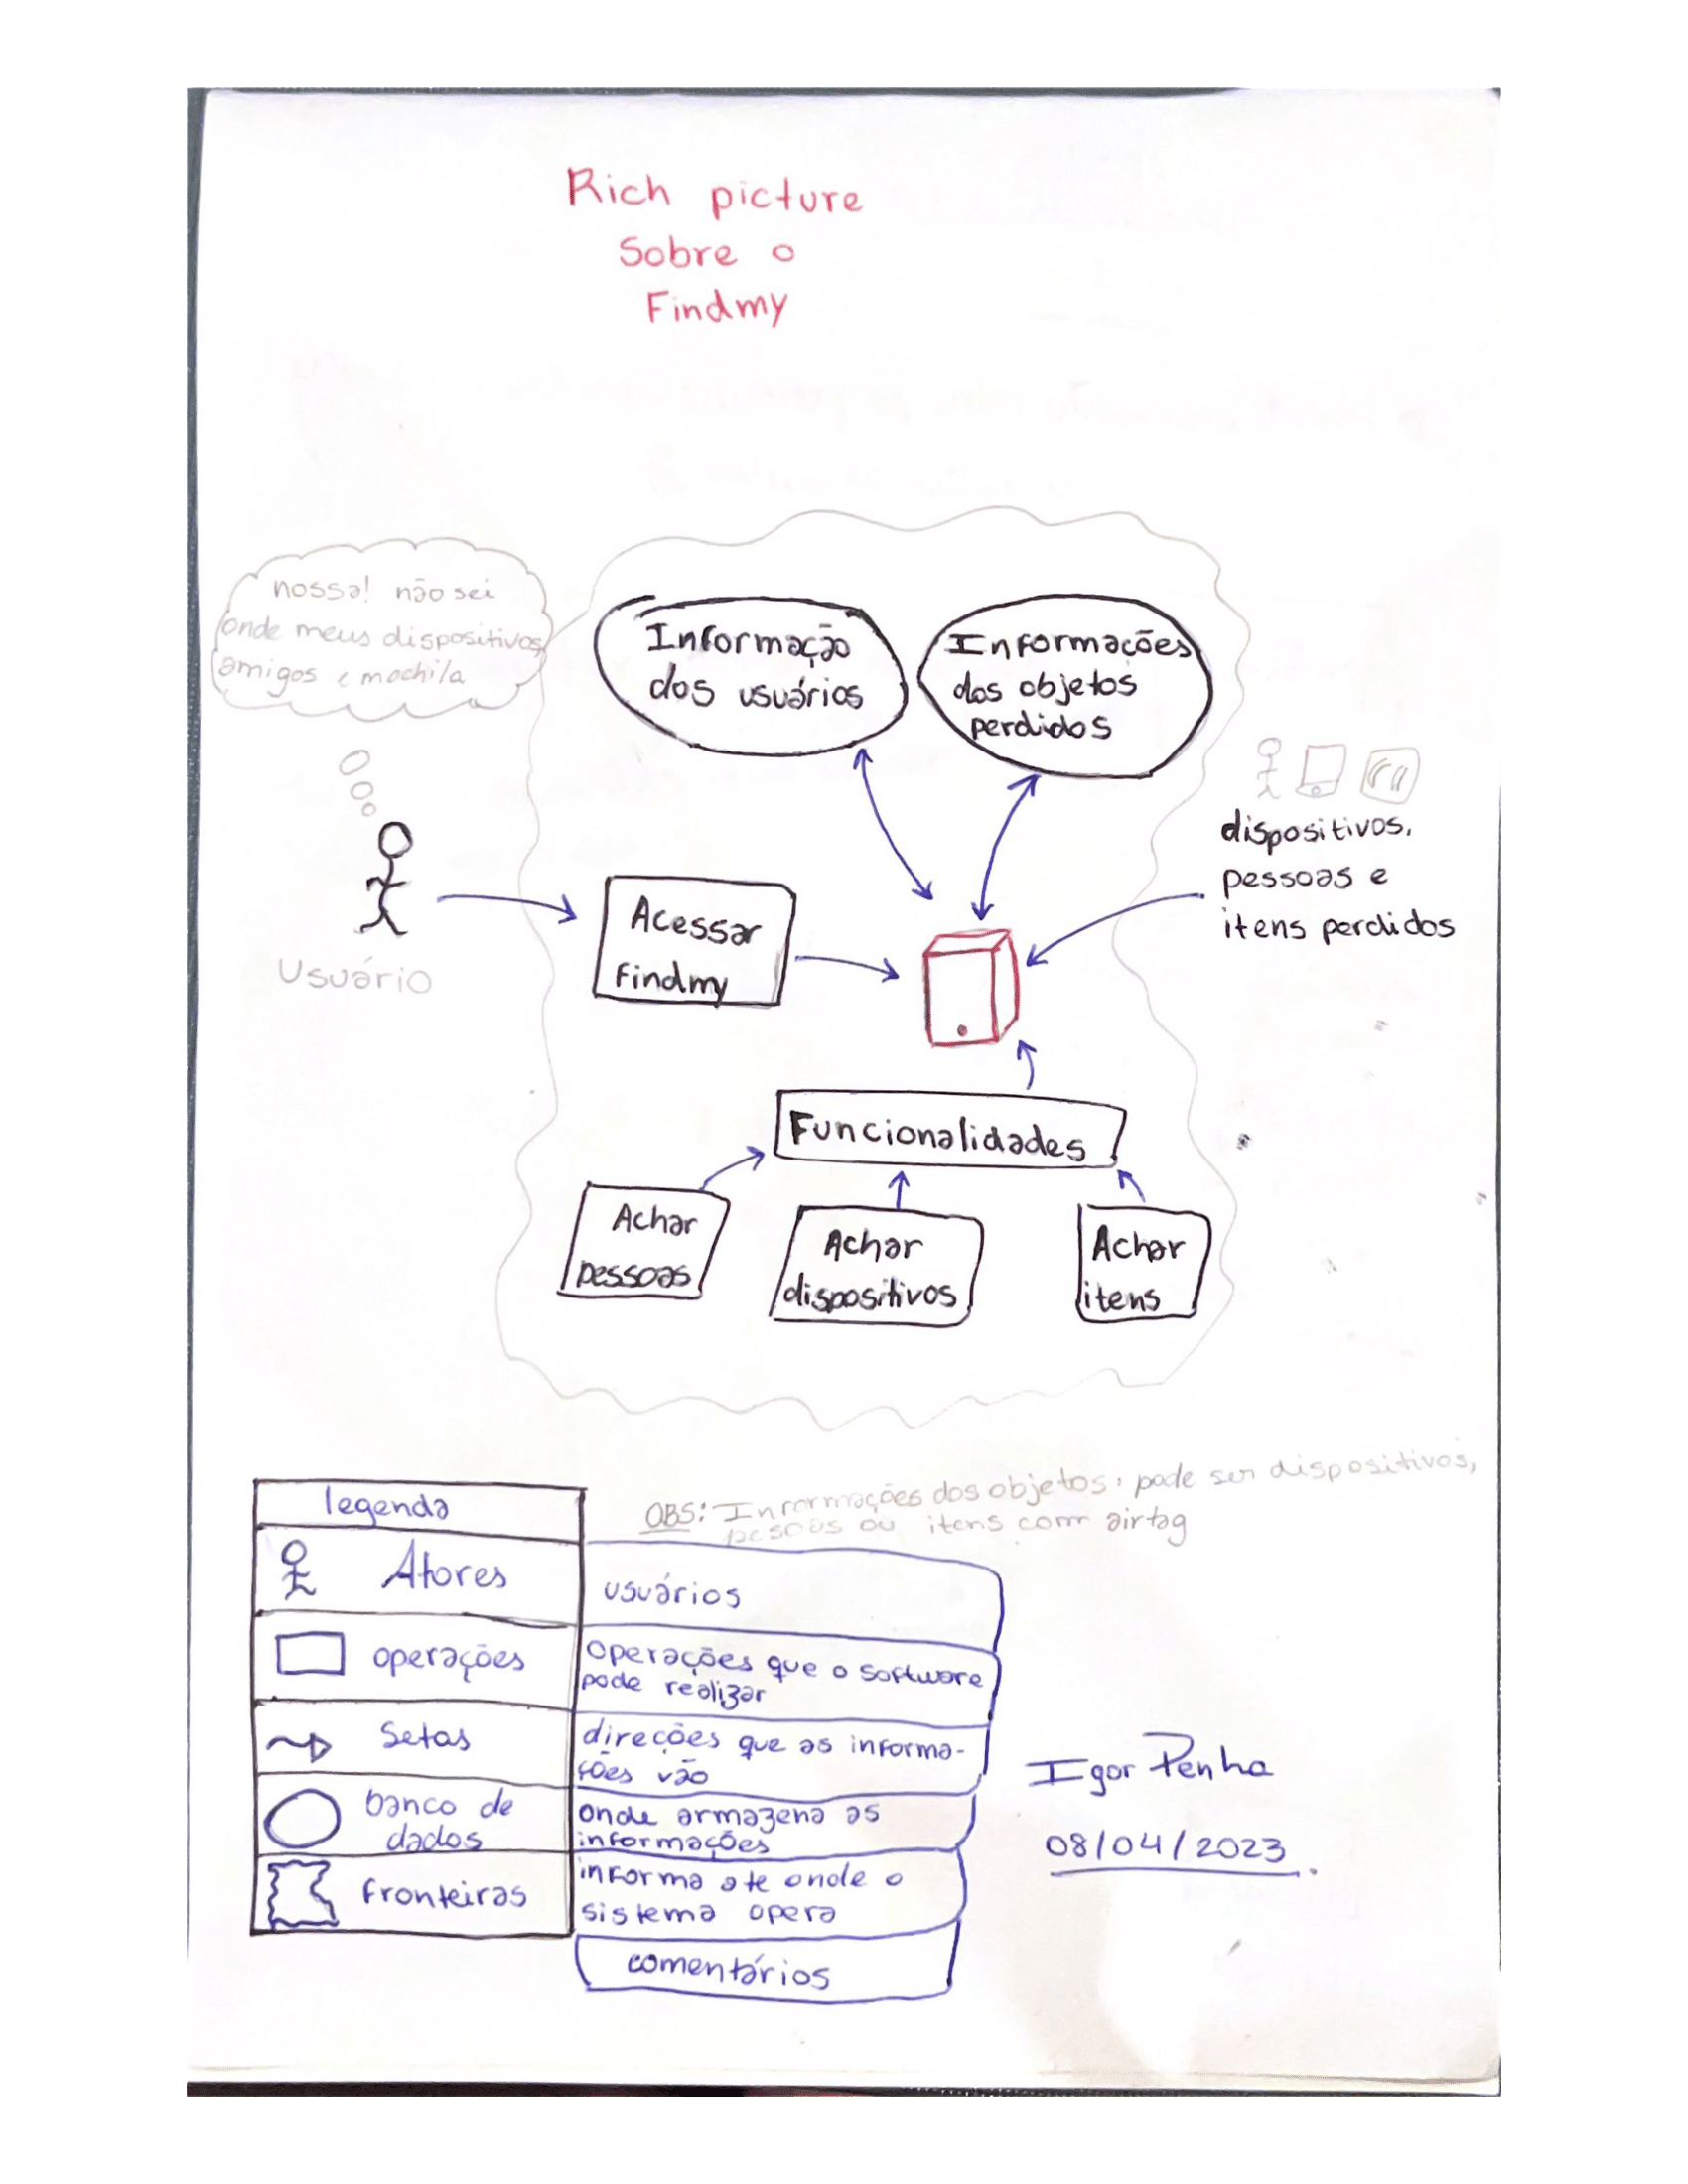 Rich picture
Sobre o
Findmy
nossa! não sei
onde meus dispositivos,
amigos e mochila
Usuário
Informação
dos usuários
Informações
dos objetos
perdidos
dispositivos,
pessoas e
itens perdidos
Acessar
Findmy
Funcionalidades
Achar
pessoas
Achar
dispositivos
Achar
itens
OBS: Informações dos objetos, pode ser dispositivos,
pessoas ou itens com airtag
legenda
Atores
usuários
operações
operações que o software
pode realizar
Setas
direções que as informa-
ções vão
banco de
dados
onde armazena as
informações
Fronteiras
informa ate onde o
sistema opera
comentários
Igor Penha
08/04/2023.